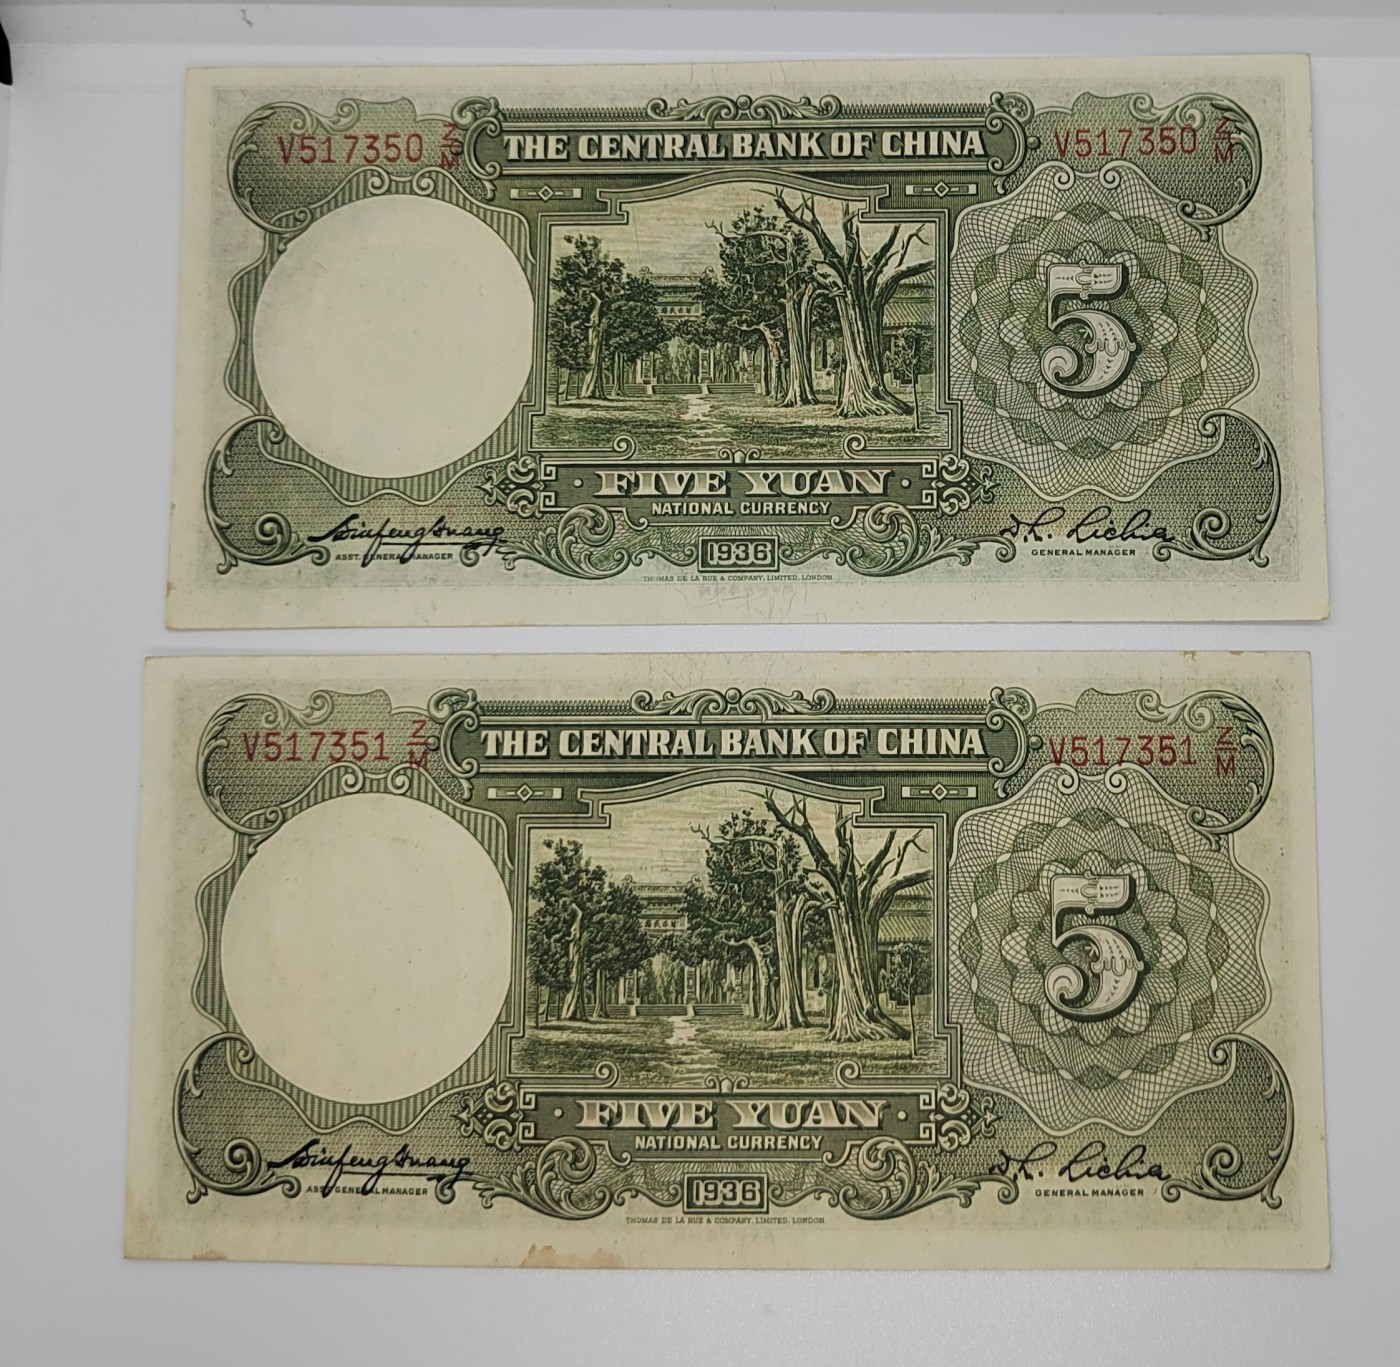 V517350 Z/M
THE CENTRAL BANK OF CHINA
V517350 Z/M
5
FIVE YUAN
NATIONAL CURRENCY
ASST. GENERAL MANAGER
1936
GENERAL MANAGER
THOMAS DE LA RUE & COMPANY, LIMITED, LONDON.
V517351 Z/M
THE CENTRAL BANK OF CHINA
V517351 Z/M
5
FIVE YUAN
NATIONAL CURRENCY
ASST. GENERAL MANAGER
1936
GENERAL MANAGER
THOMAS DE LA RUE & COMPANY, LIMITED, LONDON.